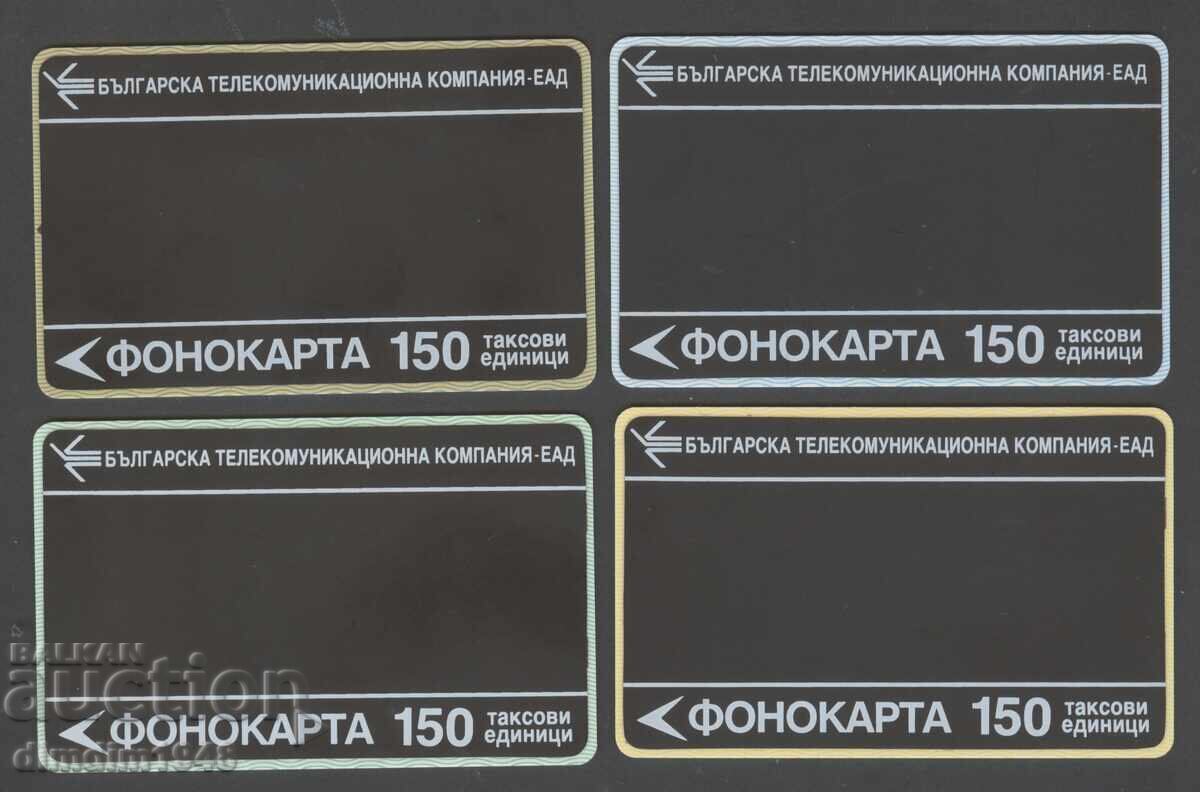 БЪЛГАРСКА ТЕЛЕКОМУНИКАЦИОННА КОМПАНИЯ-ЕАД
ФОНОКАРТА 150 таксови
единици
БЪЛГАРСКА ТЕЛЕКОМУНИКАЦИОННА КОМПАНИЯ-ЕАД
ФОНОКАРТА 150 таксови
единици
БЪЛГАРСКА ТЕЛЕКОМУНИКАЦИОННА КОМПАНИЯ-ЕАД
ФОНОКАРТА 150 таксови
единици
БЪЛГАРСКА ТЕЛЕКОМУНИКАЦИОННА КОМПАНИЯ-ЕАД
ФОНОКАРТА 150 таксови
единици
BALKAN
auction
dimoim1948